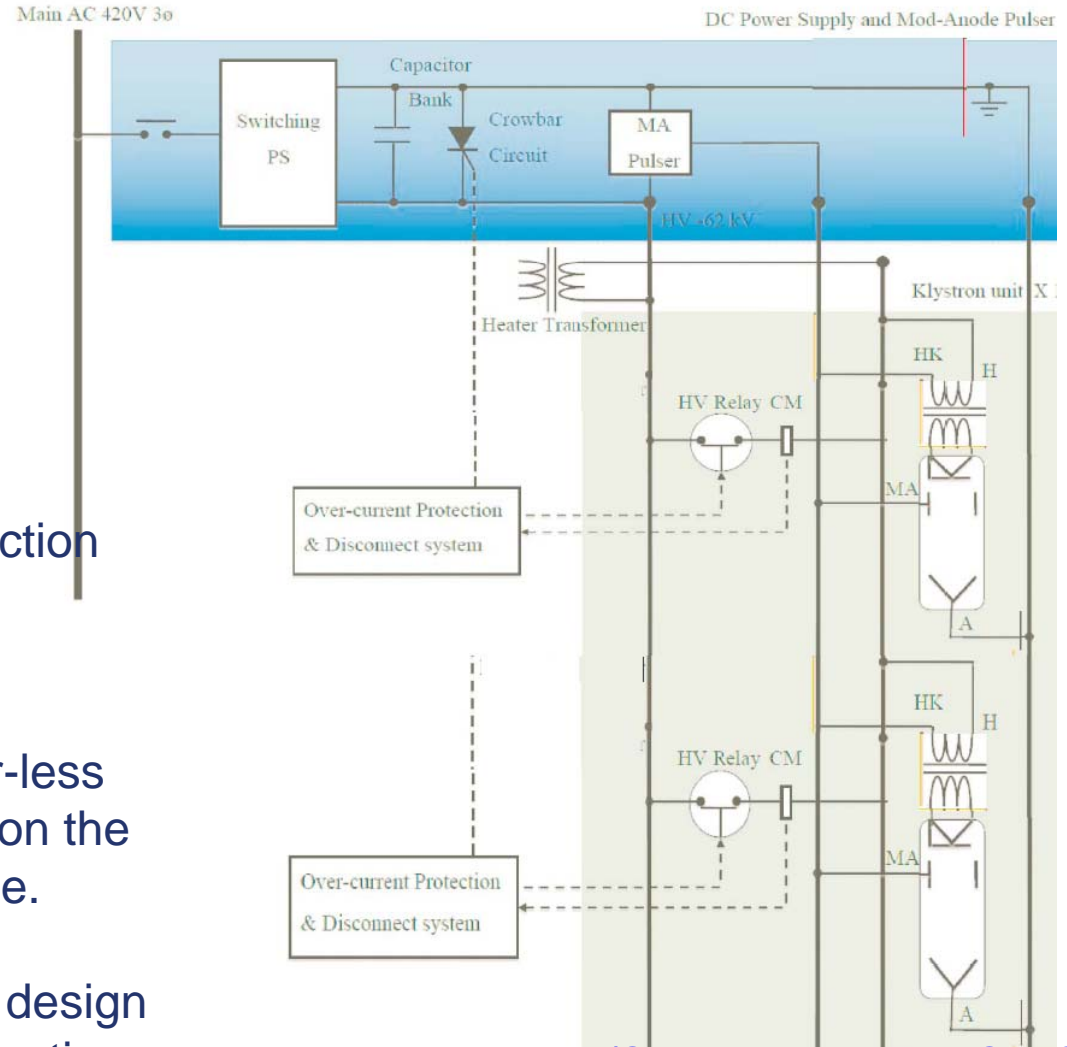 Main AC 420V 3ø
DC Power Supply and Mod-Anode Pulser
Capacitor
Bank
Switching
PS
Crowbar
Circuit
MA
Pulser
HV -62 kV
Heater Transformer
Klystron unit X
HK
H
HV Relay CM
MA
Over-current Protection
& Disconnect system
A
ction
HK
H
HV Relay CM
r-less
on the
e.
MA
Over-current Protection
& Disconnect system
design
A